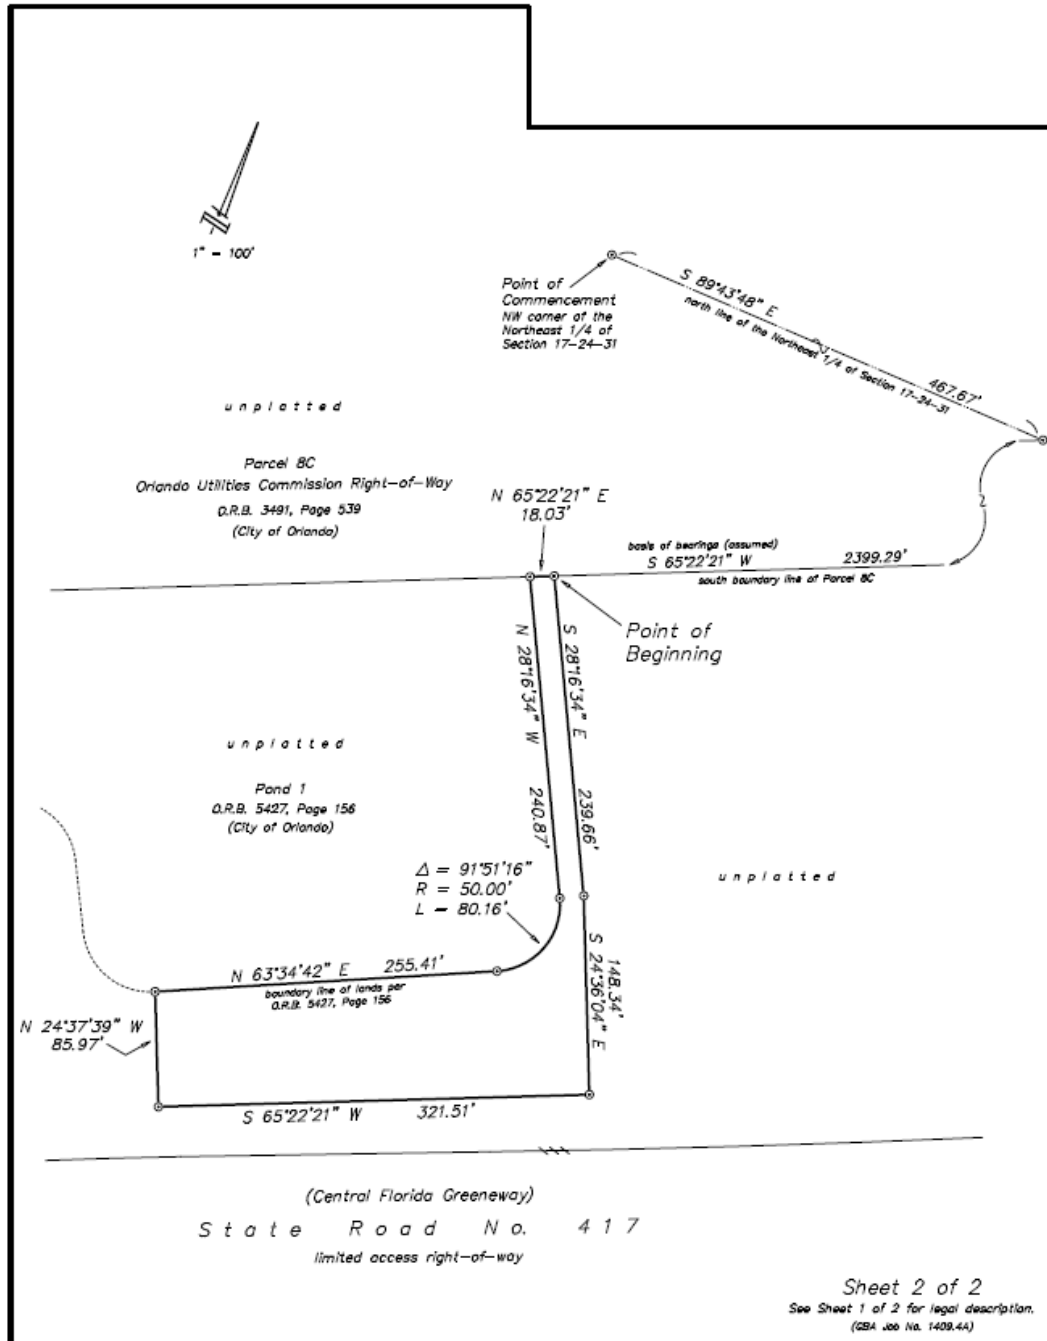 1" = 100'
Point of
Commencement
NW corner of the
Northeast 1/4 of
Section 17-24-31
S 89°43'48" E
north line of the Northeast 1/4 of Section 17-24-31
467.67'
unplatted
Parcel 8C
Orlando Utilities Commission Right-of-Way
O.R.B. 3491, Page 539
(City of Orlando)
N 65°22'21" E
18.03'
basis of bearings (assumed)
S 65°22'21" W 2399.29'
south boundary line of Parcel 8C
Point of
Beginning
N 28°16'34" W
240.87'
S 28°16'34" E
239.66'
unplatted
Pond 1
O.R.B. 5427, Page 156
(City of Orlando)
Δ = 91°51'16"
R = 50.00'
L = 80.16'
unplatted
N 63°34'42" E 255.41'
boundary line of lands per
O.R.B. 5427, Page 156
148.34'
S 24°36'04" E
N 24°37'39" W
85.97'
S 65°22'21" W 321.51'
(Central Florida Greeneway)
State Road No. 417
limited access right-of-way
Sheet 2 of 2
See Sheet 1 of 2 for legal description.
(GBA Job No. 1409.4A)